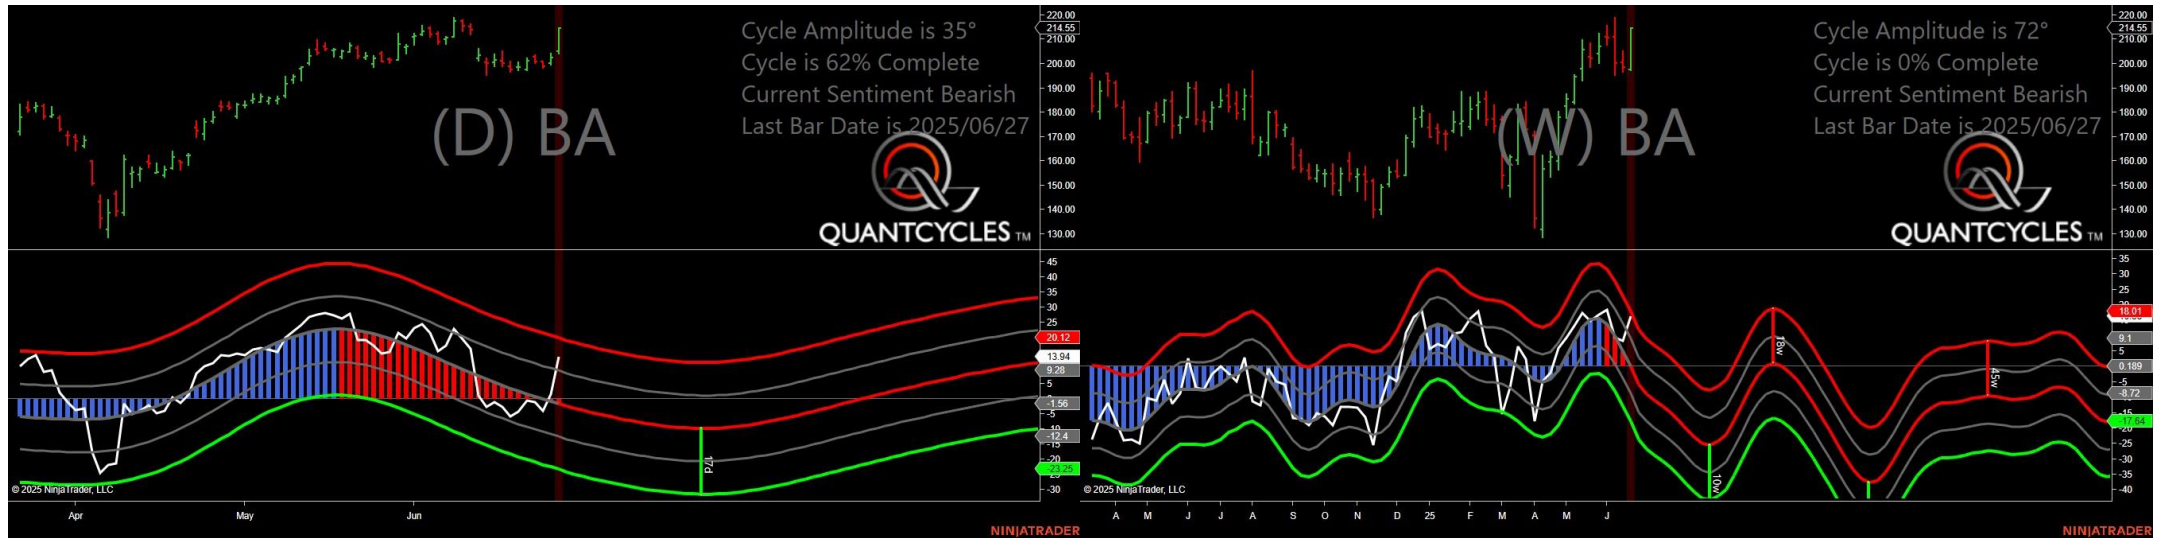 Cycle Amplitude is 35°
Cycle is 62% Complete
Current Sentiment Bearish
Last Bar Date is 2025/06/27
(D) BA
QUANTCYCLES TM
220.00
214.55
210.00
200.00
190.00
180.00
170.00
160.00
150.00
140.00
130.00
45
40
35
30
25
20.12
13.94
9.28
5
-1.56
-5
-12.4
-15
-20
-23.25
-30
17d
© 2025 NinjaTrader, LLC
Apr
May
Jun
NINJATRADER
Cycle Amplitude is 72°
Cycle is 0% Complete
Current Sentiment Bearish
Last Bar Date is 2025/06/27
(W) BA
QUANTCYCLES TM
220.00
214.55
210.00
200.00
190.00
180.00
170.00
160.00
150.00
140.00
130.00
35
30
25
18.01
9.1
5
0.189
-5
-8.72
-17.64
-25
-30
-35
-40
10w
18w
45w
© 2025 NinjaTrader, LLC
A M J J A S O N D 25 F M A M J
NINJATRADER